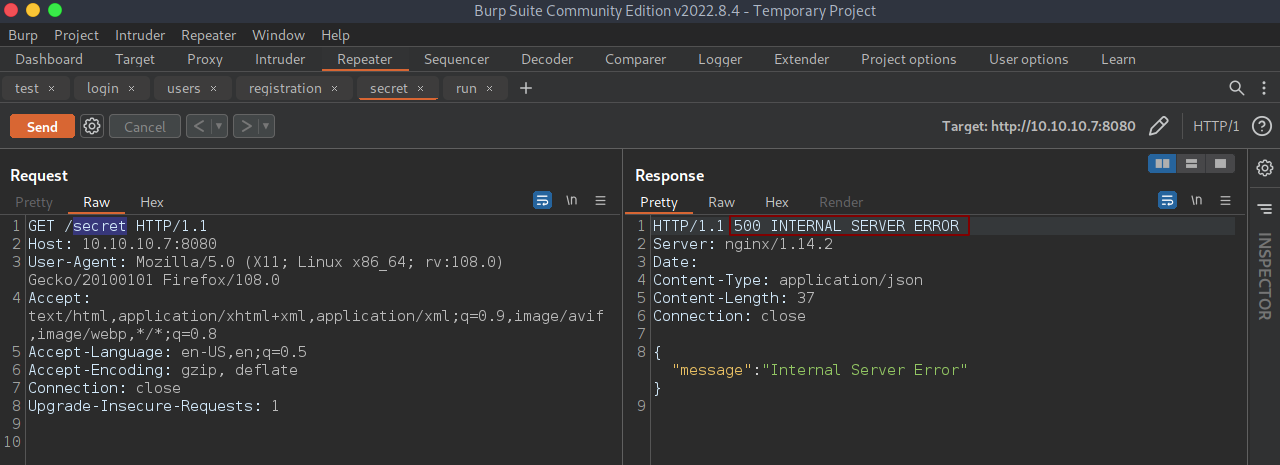 Burp Suite Community Edition v2022.8.4 - Temporary Project
Burp Project Intruder Repeater Window Help
Dashboard Target Proxy Intruder Repeater Sequencer Decoder Comparer Logger Extender Project options User options Learn
test × login × users × registration × secret × run × +
Send Cancel < > Target: http://10.10.10.7:8080 HTTP/1 ?
Request
Pretty Raw Hex \n
1 GET /secret HTTP/1.1
2 Host: 10.10.10.7:8080
3 User-Agent: Mozilla/5.0 (X11; Linux x86_64; rv:108.0)
Gecko/20100101 Firefox/108.0
4 Accept:
text/html,application/xhtml+xml,application/xml;q=0.9,image/avif
,image/webp,*/*;q=0.8
5 Accept-Language: en-US,en;q=0.5
6 Accept-Encoding: gzip, deflate
7 Connection: close
8 Upgrade-Insecure-Requests: 1
9
10
Response
Pretty Raw Hex Render \n
1 HTTP/1.1 500 INTERNAL SERVER ERROR
2 Server: nginx/1.14.2
3 Date:
4 Content-Type: application/json
5 Content-Length: 37
6 Connection: close
7
8 {
"message":"Internal Server Error"
}
9
INSPECTOR